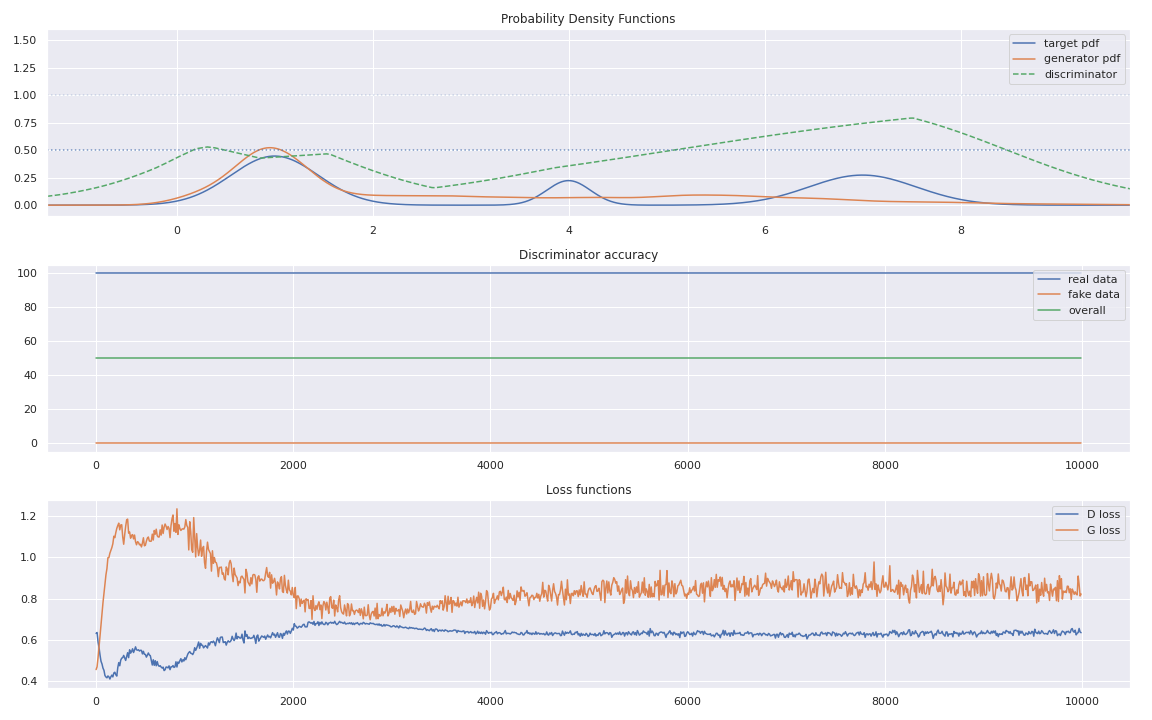 Probability Density Functions
1.50
1.25
1.00
0.75
0.50
0.25
0.00
target pdf
generator pdf
discriminator
0 2 4 6 8
Discriminator accuracy
100
80
60
40
20
0
real data
fake data
overall
0 2000 4000 6000 8000 10000
Loss functions
1.2
1.0
0.8
0.6
0.4
D loss
G loss
0 2000 4000 6000 8000 10000